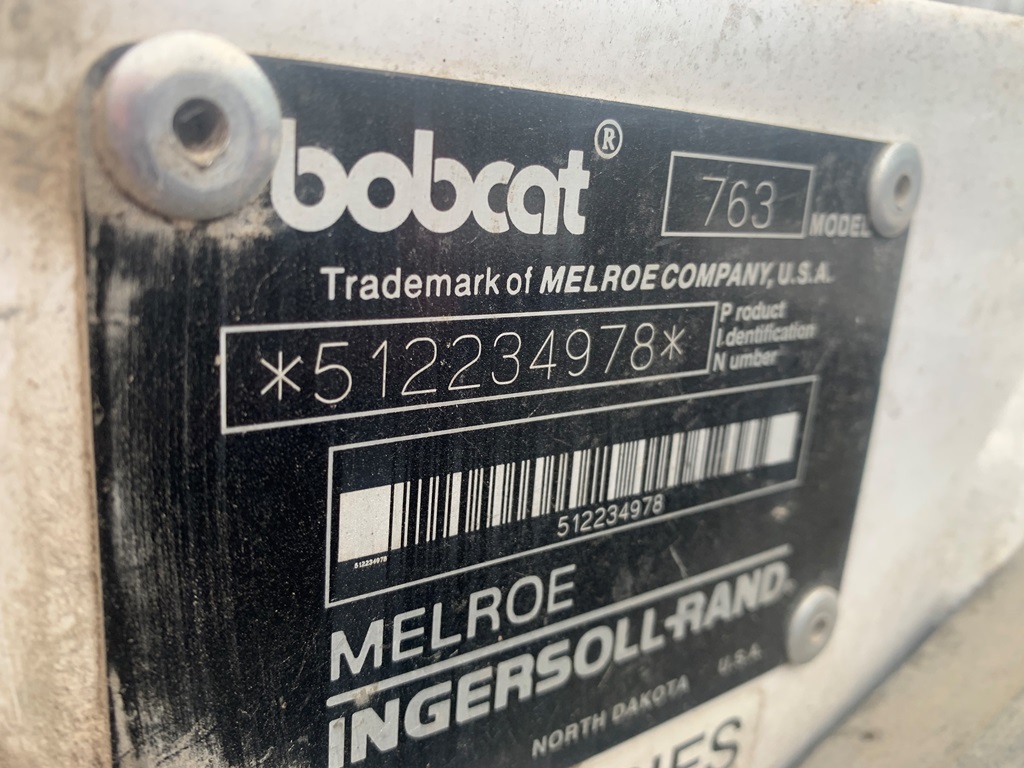 bobcat®
763 MODEL
Trademark of MELROE COMPANY, U.S.A.
*512234978*
Product
Identification
Number
512234978
512234978
MELROE
INGERSOLL-RAND
NORTH DAKOTA U.S.A.